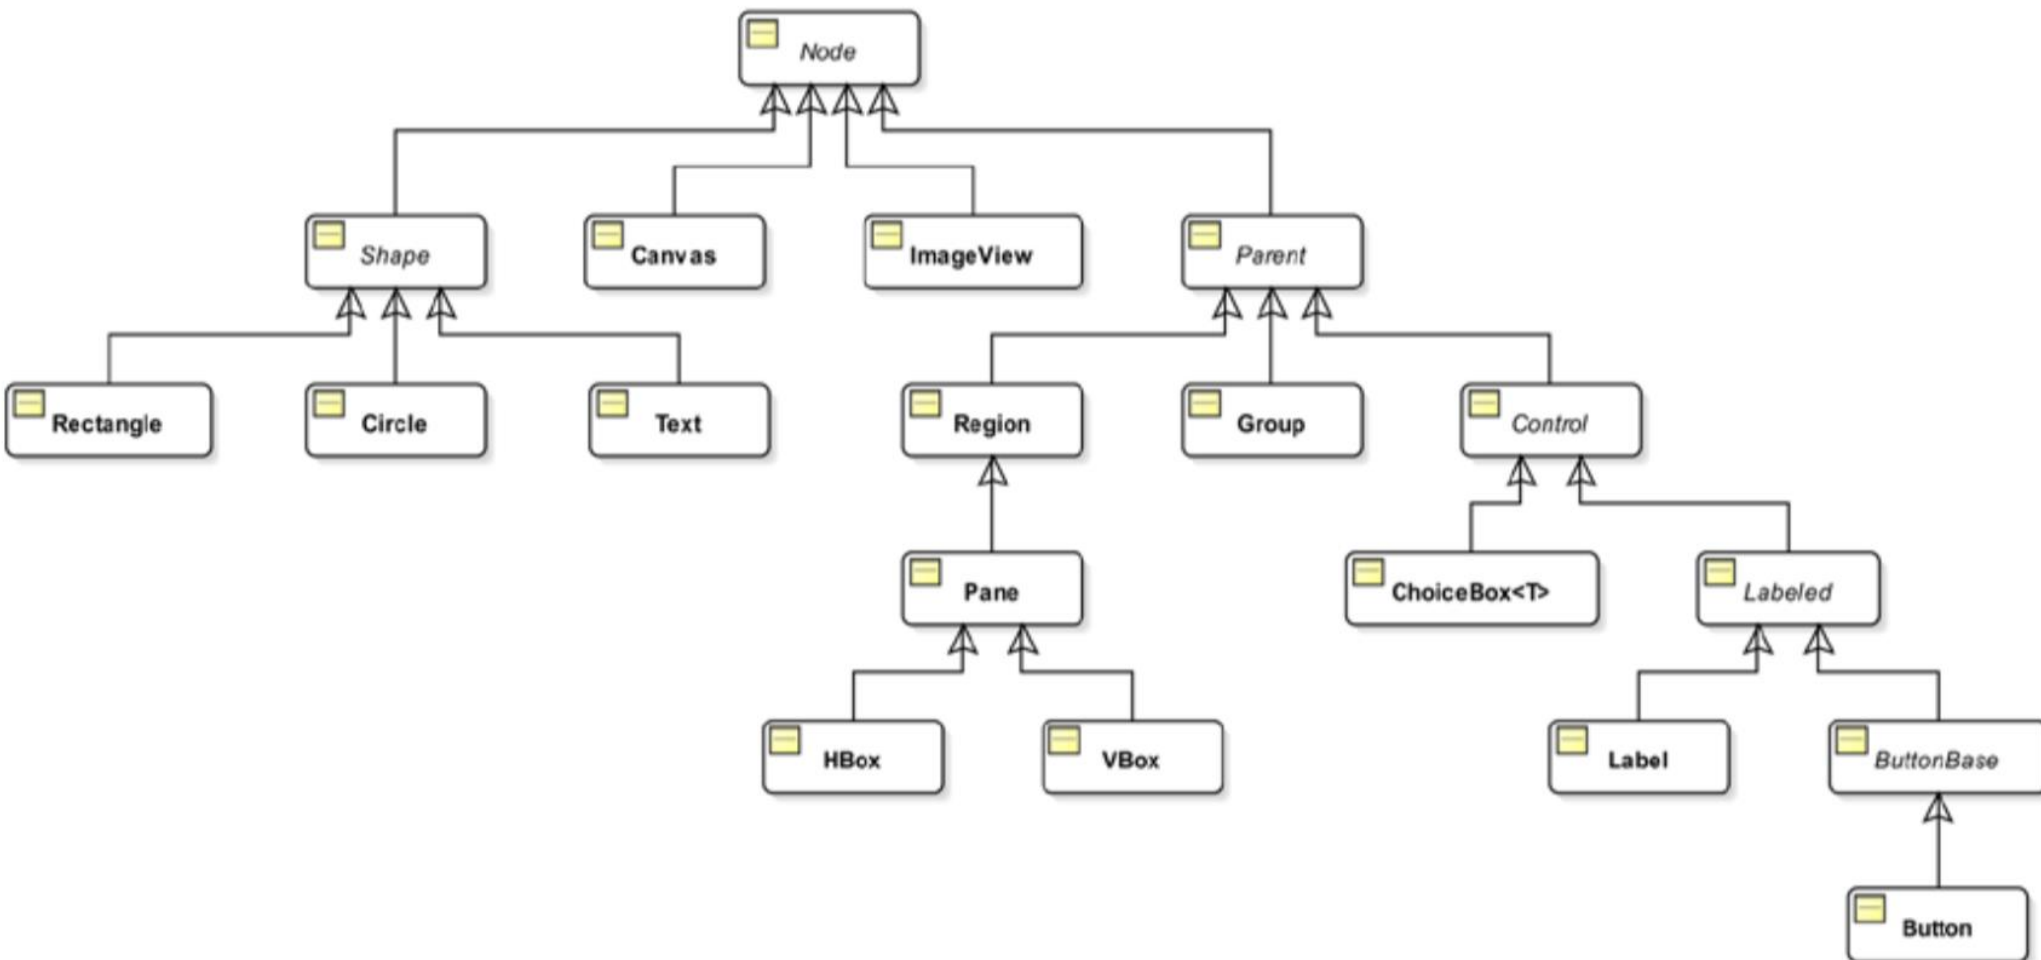 Node
Shape
Canvas
ImageView
Parent
Rectangle
Circle
Text
Region
Group
Control
Pane
ChoiceBox<T>
Labeled
HBox
VBox
Label
ButtonBase
Button